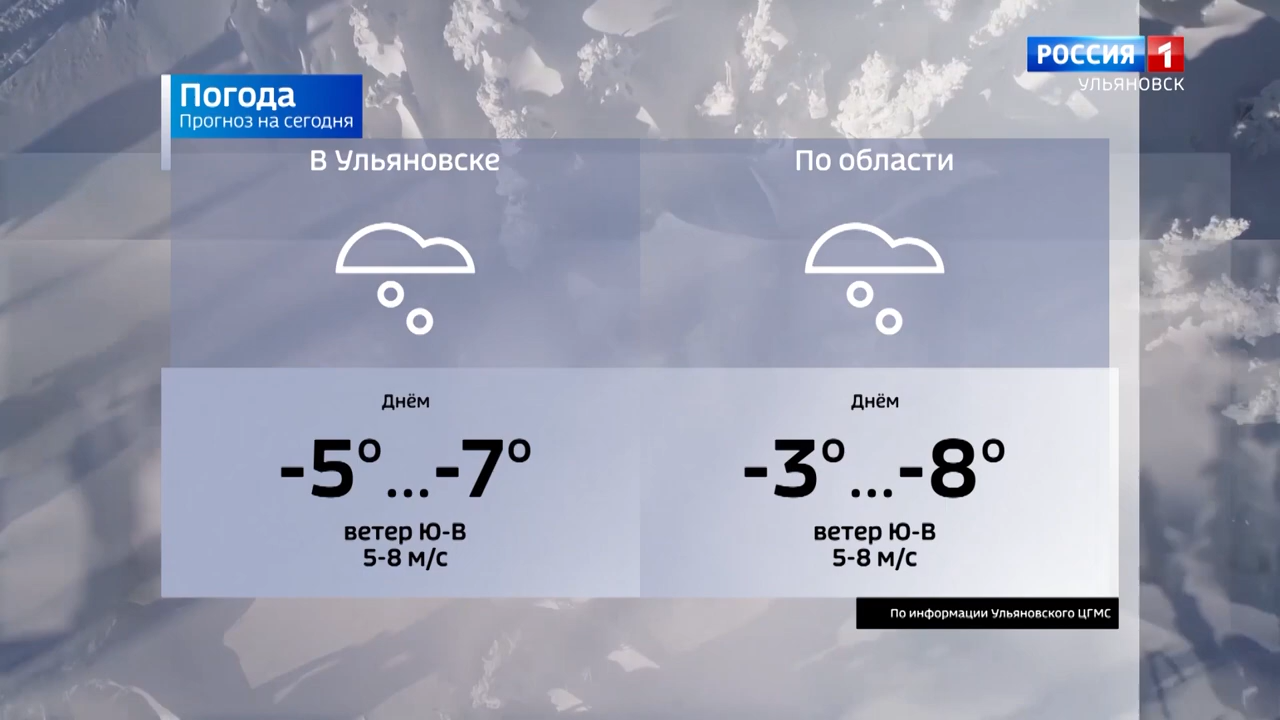 РОССИЯ 1
УЛЬЯНОВСК
Погода
Прогноз на сегодня
В Ульяновске
По области
Днём
-5° ...-7°
ветер Ю-В
5-8 м/с
Днём
-3° ...-8°
ветер Ю-В
5-8 м/с
По информации Ульяновского ЦГМС